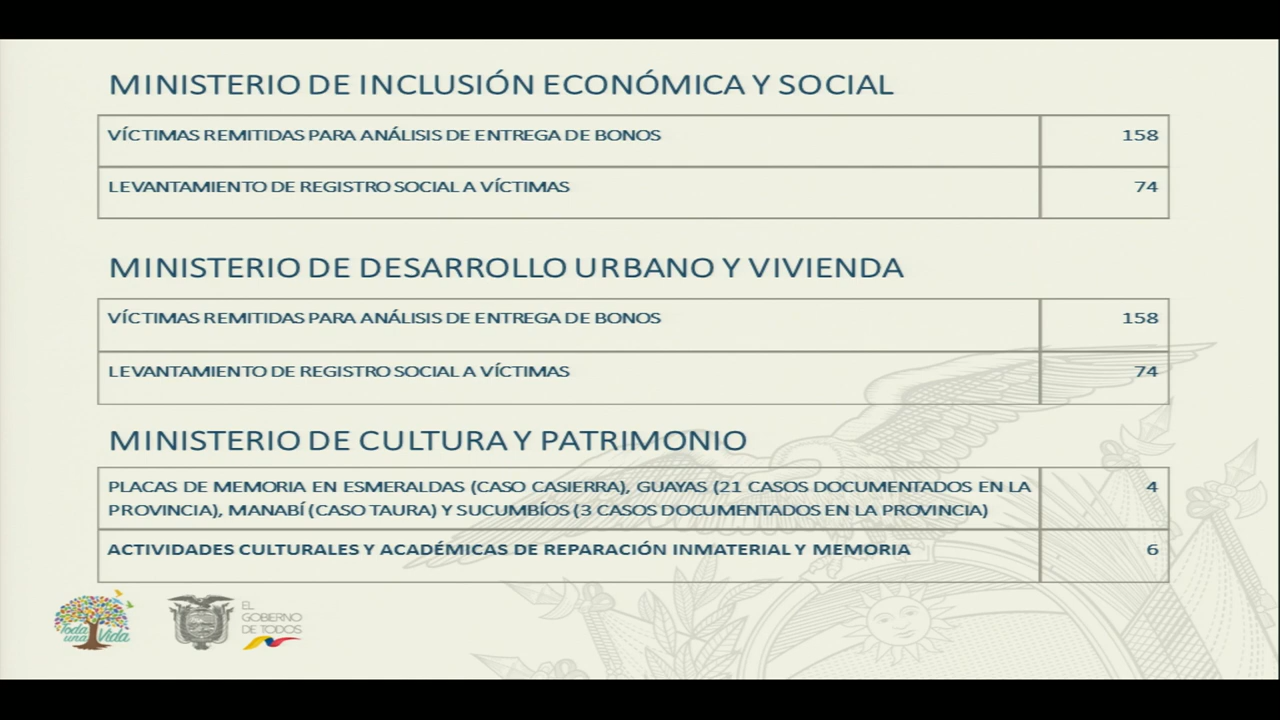 MINISTERIO DE INCLUSIÓN ECONÓMICA Y SOCIAL
VÍCTIMAS REMITIDAS PARA ANÁLISIS DE ENTREGA DE BONOS 158
LEVANTAMIENTO DE REGISTRO SOCIAL A VÍCTIMAS 74
MINISTERIO DE DESARROLLO URBANO Y VIVIENDA
VÍCTIMAS REMITIDAS PARA ANÁLISIS DE ENTREGA DE BONOS 158
LEVANTAMIENTO DE REGISTRO SOCIAL A VÍCTIMAS 74
MINISTERIO DE CULTURA Y PATRIMONIO
PLACAS DE MEMORIA EN ESMERALDAS (CASO CASIERRA), GUAYAS (21 CASOS DOCUMENTADOS EN LA 4
PROVINCIA), MANABÍ (CASO TAURA) Y SUCUMBÍOS (3 CASOS DOCUMENTADOS EN LA PROVINCIA)
ACTIVIDADES CULTURALES Y ACADÉMICAS DE REPARACIÓN INMATERIAL Y MEMORIA 6
Toda
una Vida
EL
GOBIERNO
DE TODOS